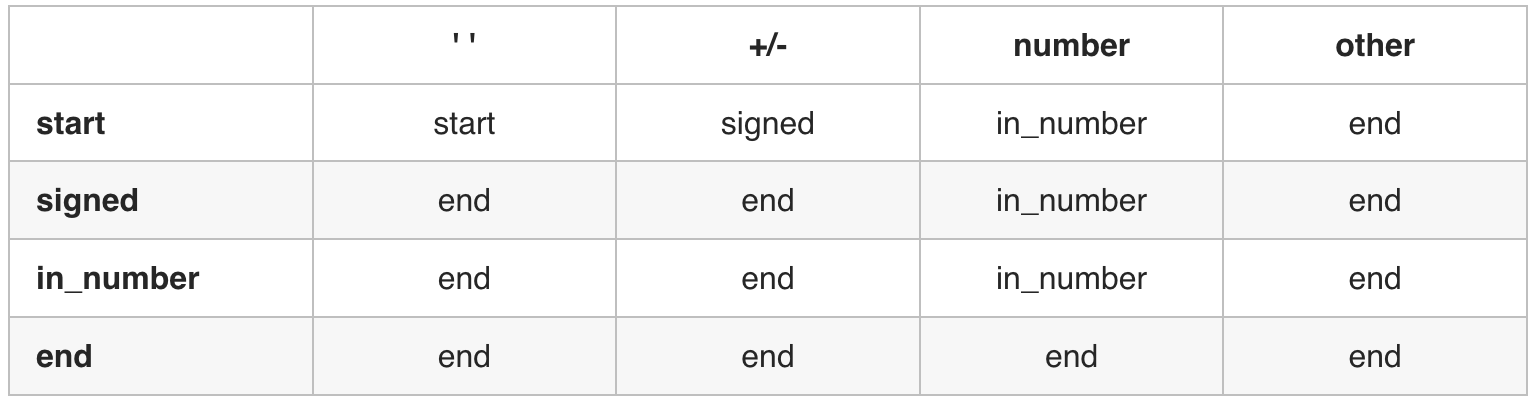 ' ' +/- number other
start start signed in_number end
signed end end in_number end
in_number end end in_number end
end end end end end